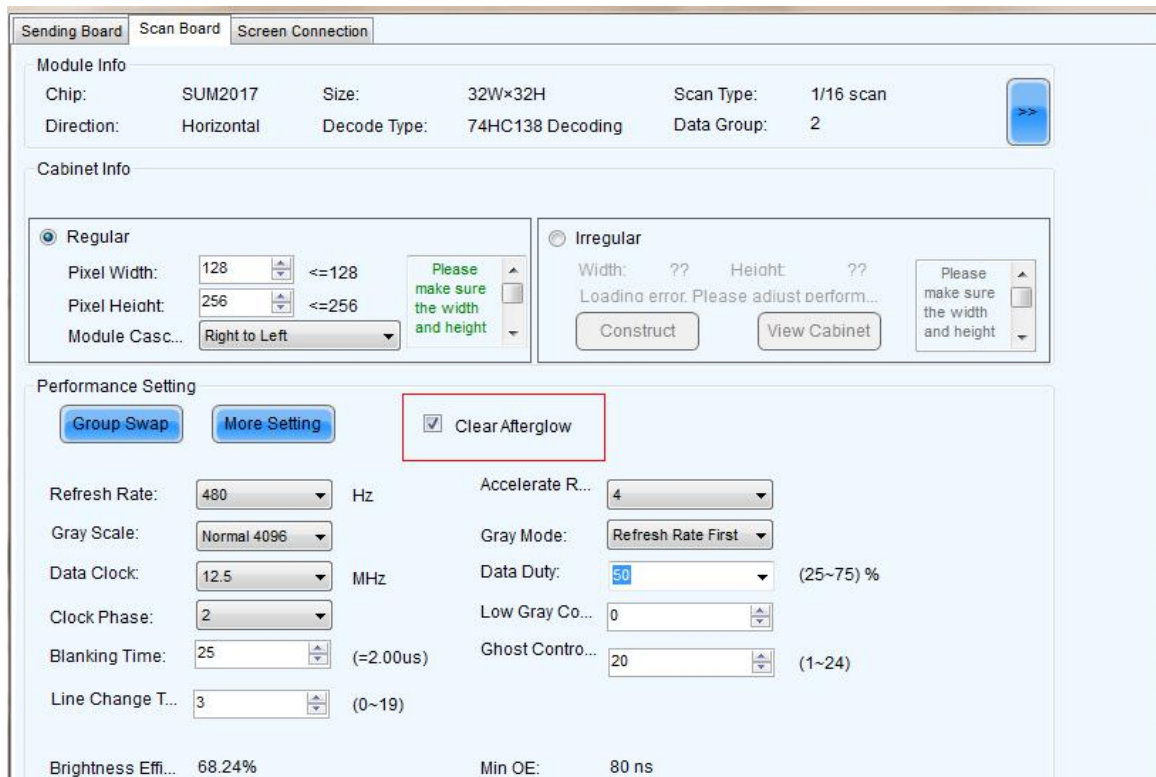 Sending Board Scan Board Screen Connection
Module Info
Chip: SUM2017 Size: 32W×32H Scan Type: 1/16 scan
>>
Direction: Horizontal Decode Type: 74HC138 Decoding Data Group: 2
Cabinet Info
Regular
Pixel Width: 128 <=128
Pixel Height: 256 <=256
Module Casc... Right to Left
Please
make sure
the width
and height
Irregular
Width: ?? Height: ??
Loading error. Please adjust perform...
Construct View Cabinet
Please
make sure
the width
and height
Performance Setting
Group Swap More Setting Clear Afterglow
Refresh Rate: 480 Hz Accelerate R... 4
Gray Scale: Normal 4096 Gray Mode: Refresh Rate First
Data Clock: 12.5 MHz Data Duty: 50 (25~75) %
Clock Phase: 2 Low Gray Co... 0
Blanking Time: 25 (=2.00us) Ghost Contro... 20 (1~24)
Line Change T... 3 (0~19)
Brightness Effi... 68.24% Min OE: 80 ns